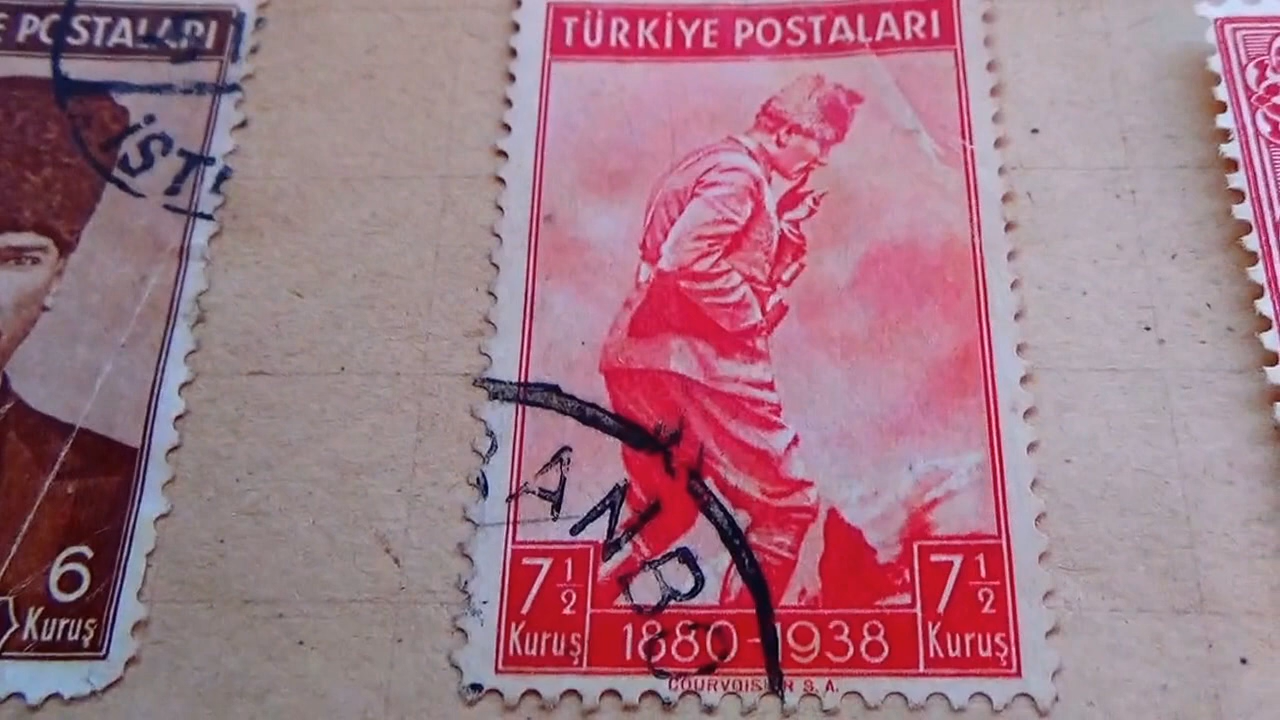 POSTALARI
İST
6
Kuruş
TÜRKİYE POSTALARI
ANB
7 1/2
Kuruş
1880-1938
7 1/2
Kuruş
COURVOISIER S. A.